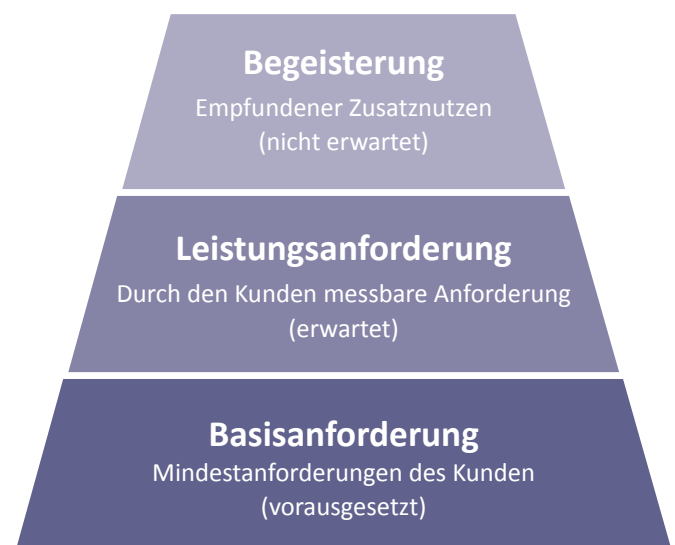 Begeisterung
Empfundener Zusatznutzen
(nicht erwartet)
Leistungsanforderung
Durch den Kunden messbare Anforderung
(erwartet)
Basisanforderung
Mindestanforderungen des Kunden
(vorausgesetzt)